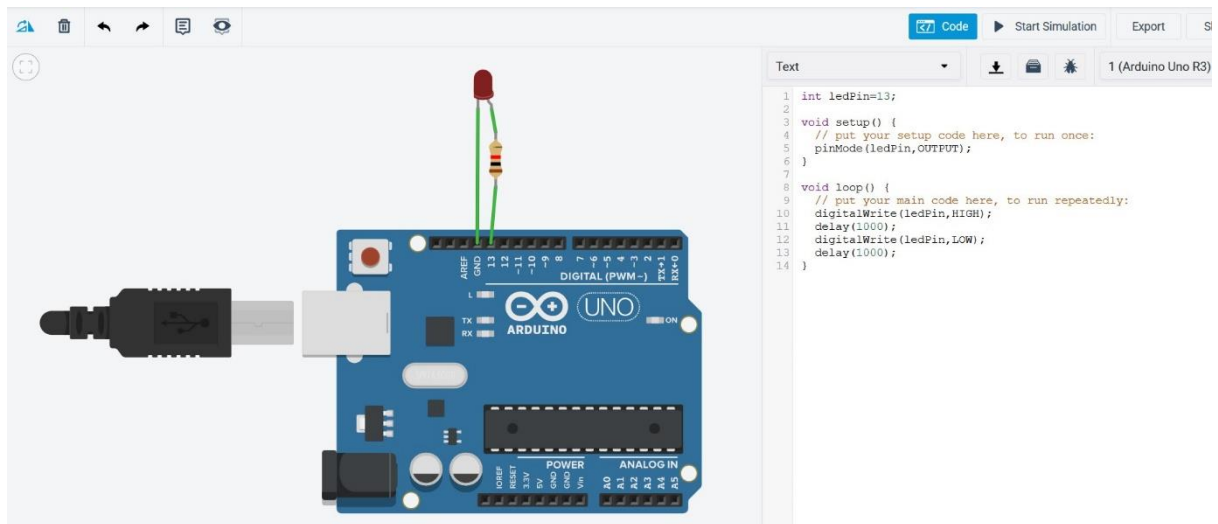 Code
Start Simulation
Export
Text
1 (Arduino Uno R3)
1 int ledPin=13;
2
3 void setup() {
4 // put your setup code here, to run once:
5 pinMode(ledPin,OUTPUT);
6 }
7
8 void loop() {
9 // put your main code here, to run repeatedly:
10 digitalWrite(ledPin,HIGH);
11 delay(1000);
12 digitalWrite(ledPin,LOW);
13 delay(1000);
14 }
AREF
GND
13
12
~11
~10
~9
8
7
~6
~5
4
~3
2
TX→1
RX←0
DIGITAL (PWM~)
L
TX
RX
ARDUINO
UNO
ON
POWER
ANALOG IN
IOREF
RESET
3.3V
5V
GND
GND
Vin
A0
A1
A2
A3
A4
A5